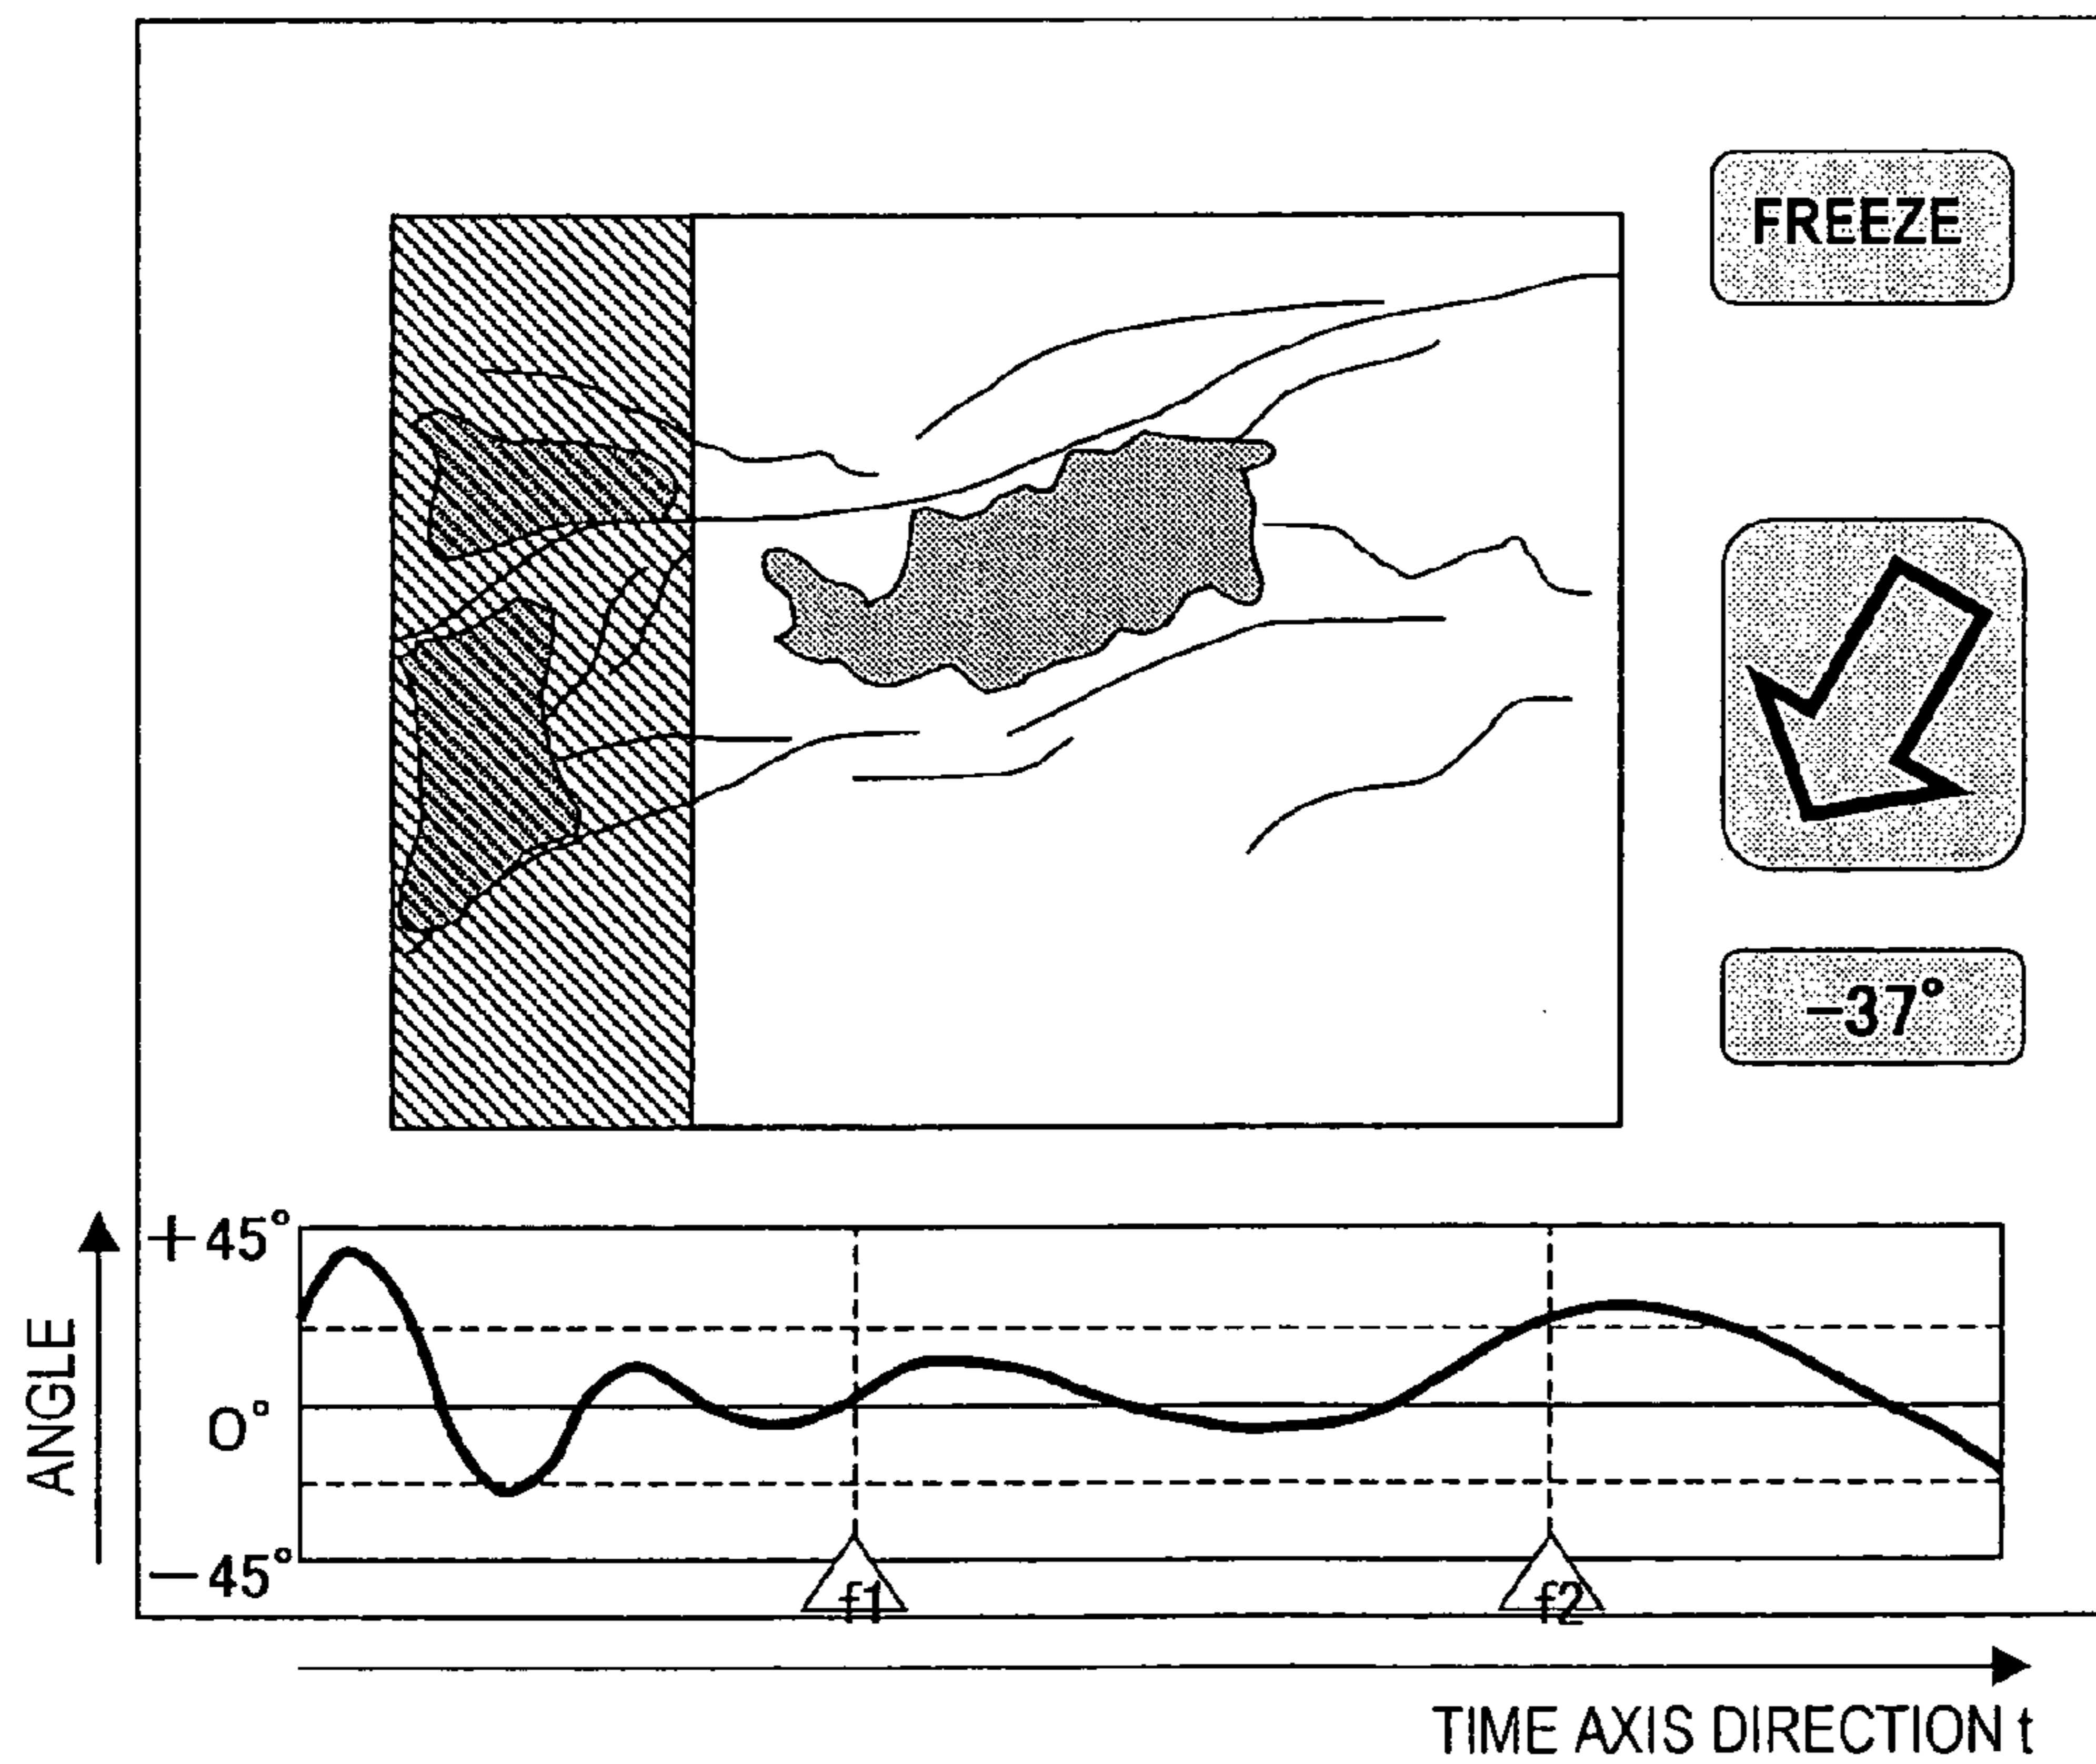 FREEZE
−37°
+45°
ANGLE
0°
−45°
f1
f2
TIME AXIS DIRECTION t